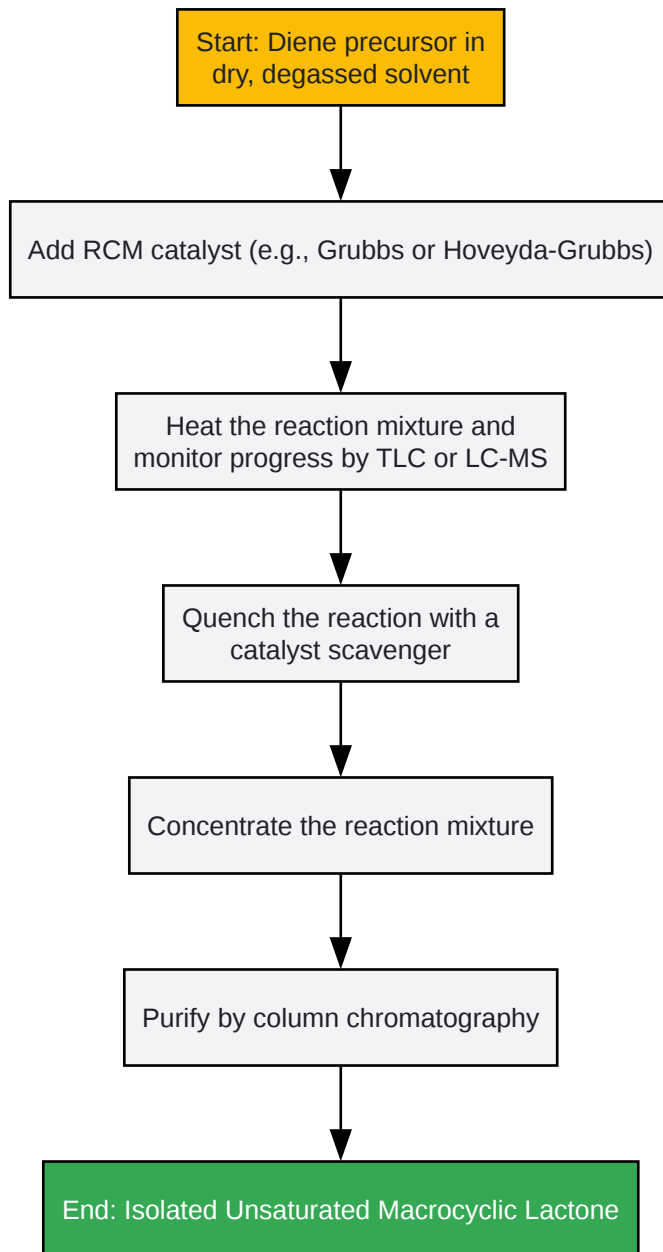 Start: Diene precursor in
dry, degassed solvent
Add RCM catalyst (e.g., Grubbs or Hoveyda-Grubbs)
Heat the reaction mixture and
monitor progress by TLC or LC-MS
Quench the reaction with a
catalyst scavenger
Concentrate the reaction mixture
Purify by column chromatography
End: Isolated Unsaturated Macrocyclic Lactone